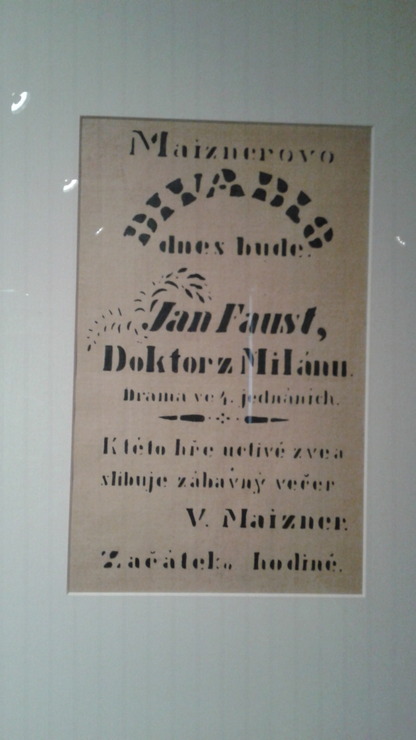 Maiznerovo
DIVADLO
dnes bude.
Jan Faust,
Doktor z Milánu.
Drama ve 4. jednáních.
K této hře uctivě zve a
slibuje zábavný večer
V. Maizner.
Začátek o hodině.